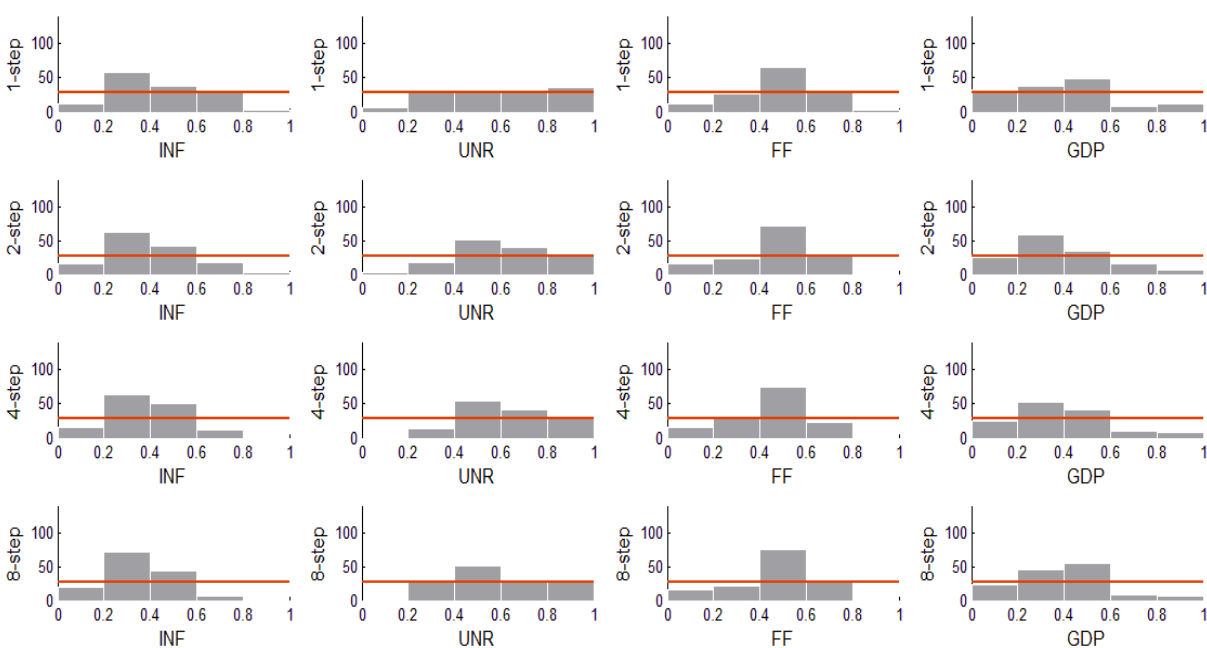 1-step 100 50 0 0 0.2 0.4 0.6 0.8 1 INF
1-step 100 50 0 0 0.2 0.4 0.6 0.8 1 UNR
1-step 100 50 0 0 0.2 0.4 0.6 0.8 1 FF
1-step 100 50 0 0 0.2 0.4 0.6 0.8 1 GDP
2-step 100 50 0 0 0.2 0.4 0.6 0.8 1 INF
2-step 100 50 0 0 0.2 0.4 0.6 0.8 1 UNR
2-step 100 50 0 0 0.2 0.4 0.6 0.8 1 FF
2-step 100 50 0 0 0.2 0.4 0.6 0.8 1 GDP
4-step 100 50 0 0 0.2 0.4 0.6 0.8 1 INF
4-step 100 50 0 0 0.2 0.4 0.6 0.8 1 UNR
4-step 100 50 0 0 0.2 0.4 0.6 0.8 1 FF
4-step 100 50 0 0 0.2 0.4 0.6 0.8 1 GDP
8-step 100 50 0 0 0.2 0.4 0.6 0.8 1 INF
8-step 100 50 0 0 0.2 0.4 0.6 0.8 1 UNR
8-step 100 50 0 0 0.2 0.4 0.6 0.8 1 FF
8-step 100 50 0 0 0.2 0.4 0.6 0.8 1 GDP